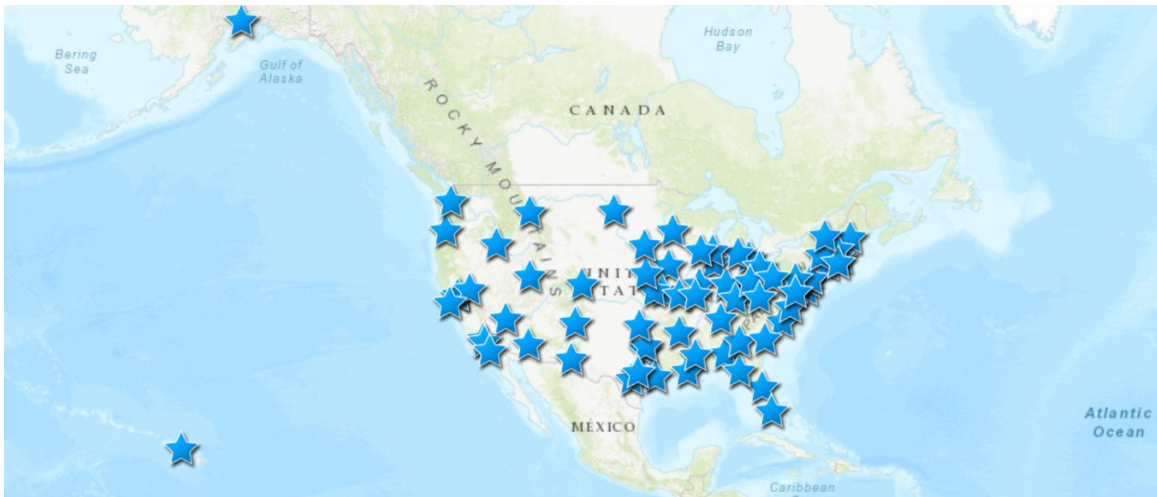 Bering
Sea
Gulf of
Alaska
Hudson
Bay
CANADA
ROCKY MOUNTAINS
UNIT
STAT
MÉXICO
Atlantic
Ocean
Caribbean